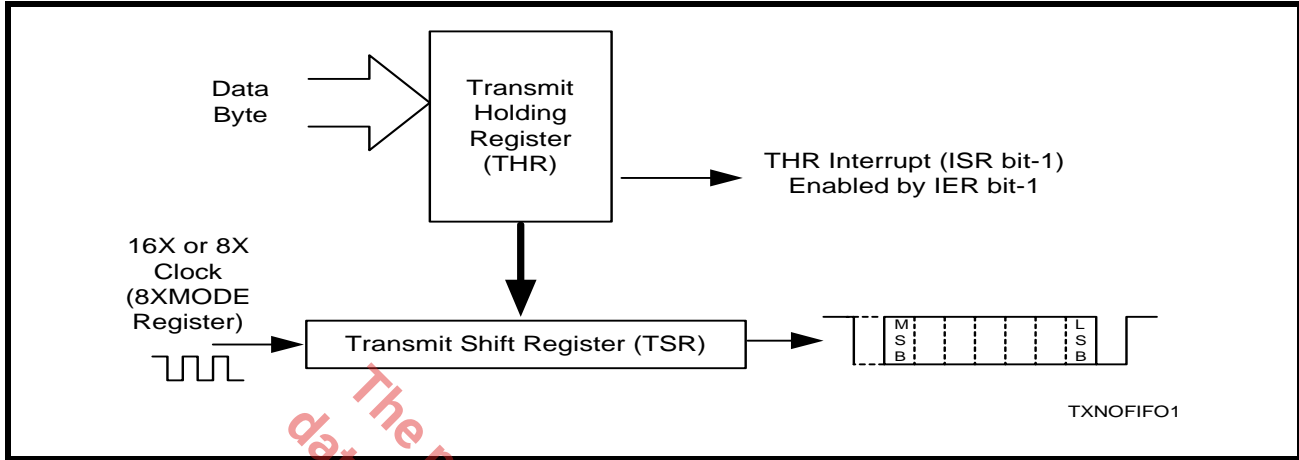 Data
Byte
Transmit
Holding
Register
(THR)
THR Interrupt (ISR bit-1)
Enabled by IER bit-1
16X or 8X
Clock
(8XMODE
Register)
Transmit Shift Register (TSR)
M
S
B
L
S
B
TXNOFIFO1
The